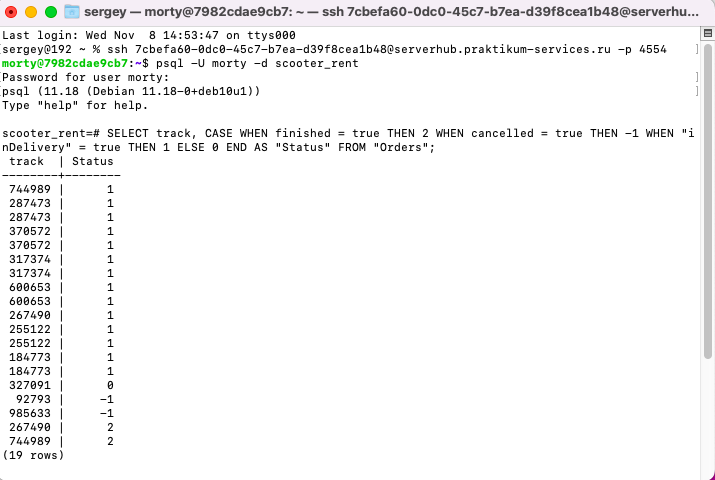 sergey — morty@7982cdae9cb7: ~ — ssh 7cbefa60-0dc0-45c7-b7ea-d39f8cea1b48@serverhu...
Last login: Wed Nov  8 14:53:47 on ttys000
[sergey@192 ~ % ssh 7cbefa60-0dc0-45c7-b7ea-d39f8cea1b48@serverhub.praktikum-services.ru -p 4554 ]
morty@7982cdae9cb7:~$ psql -U morty -d scooter_rent
[Password for user morty: ]
[psql (11.18 (Debian 11.18-0+deb10u1)) ]
Type "help" for help.
scooter_rent=# SELECT track, CASE WHEN finished = true THEN 2 WHEN cancelled = true THEN -1 WHEN "i
nDelivery" = true THEN 1 ELSE 0 END AS "Status" FROM "Orders";
 track  | Status
--------+--------
 744989 |      1
 287473 |      1
 287473 |      1
 370572 |      1
 370572 |      1
 317374 |      1
 317374 |      1
 600653 |      1
 600653 |      1
 267490 |      1
 255122 |      1
 255122 |      1
 184773 |      1
 184773 |      1
 327091 |      0
  92793 |     -1
 985633 |     -1
 267490 |      2
 744989 |      2
(19 rows)